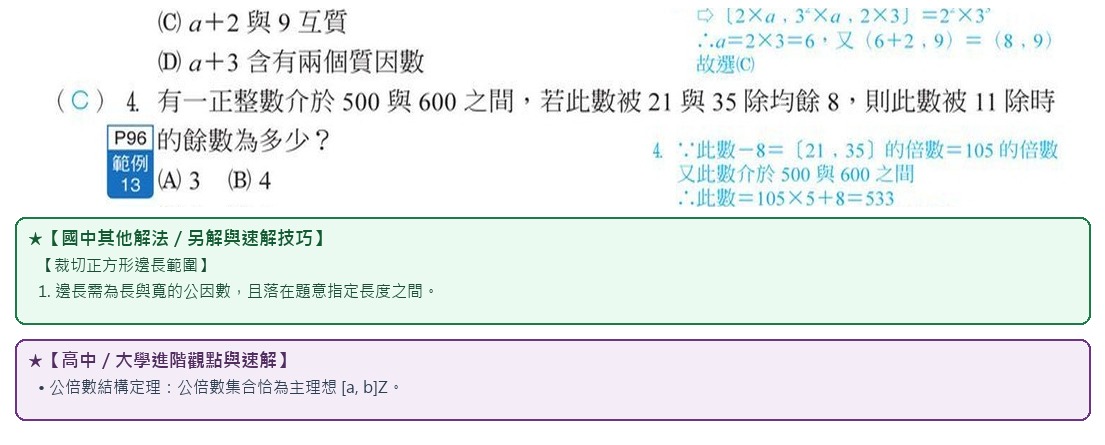 (C) a+2 與 9 互質
(D) a+3 含有兩個質因數
⇨〔2×a,3²×a,2×3〕=2²×3³
∴a=2×3=6,又(6+2,9)=(8,9)
故選(C)
(C) 4. 有一正整數介於 500 與 600 之間,若此數被 21 與 35 除均餘 8,則此數被 11 除時
的餘數為多少?
P96
範例
13
(A) 3 (B) 4
4. ∵此數-8=〔21,35〕的倍數=105 的倍數
又此數介於 500 與 600 之間
∴此數=105×5+8=533
★【國中其他解法 / 另解與速解技巧】
【裁切正方形邊長範圍】
1. 邊長需為長與寬的公因數,且落在題意指定長度之間。
★【高中 / 大學進階觀點與速解】
• 公倍數結構定理:公倍數集合恰為主理想 [a, b]Z。